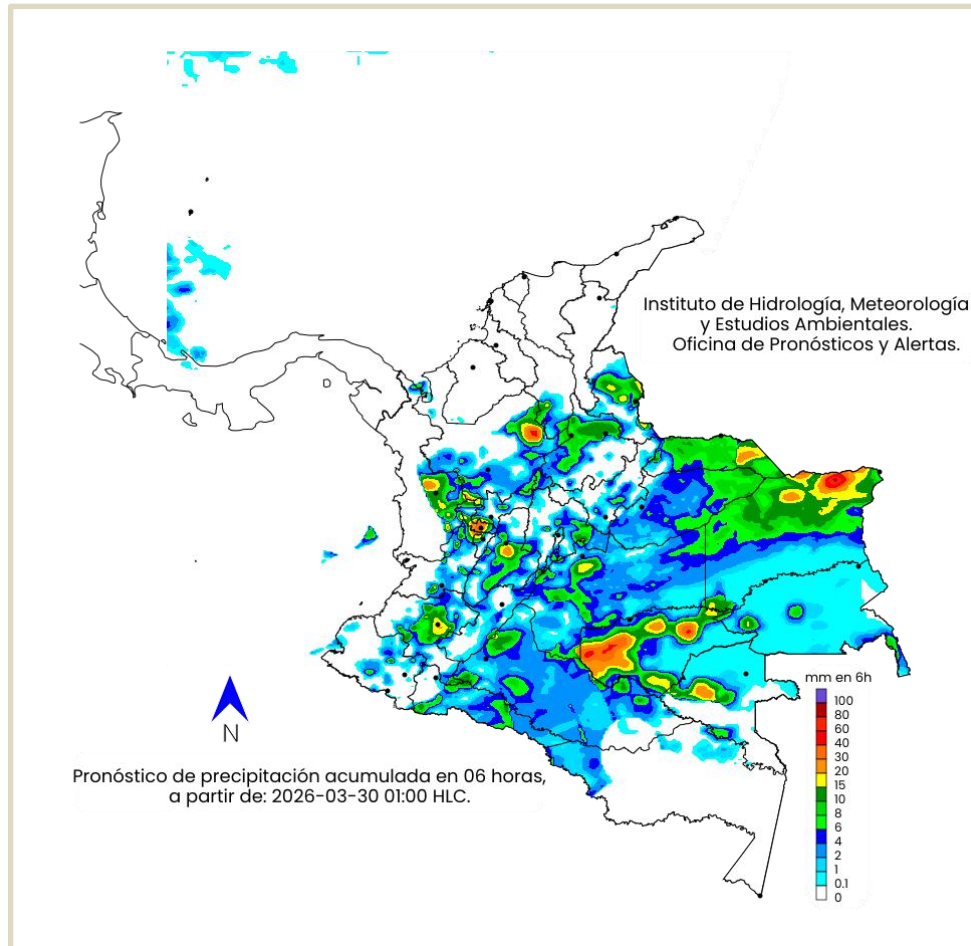 Instituto de Hidrología, Meteorología
y Estudios Ambientales.
Oficina de Pronósticos y Alertas.
mm en 6h
100
80
60
40
30
20
15
10
8
6
4
2
1
0.1
0
N
Pronóstico de precipitación acumulada en 06 horas,
a partir de: 2026-03-30 01:00 HLC.